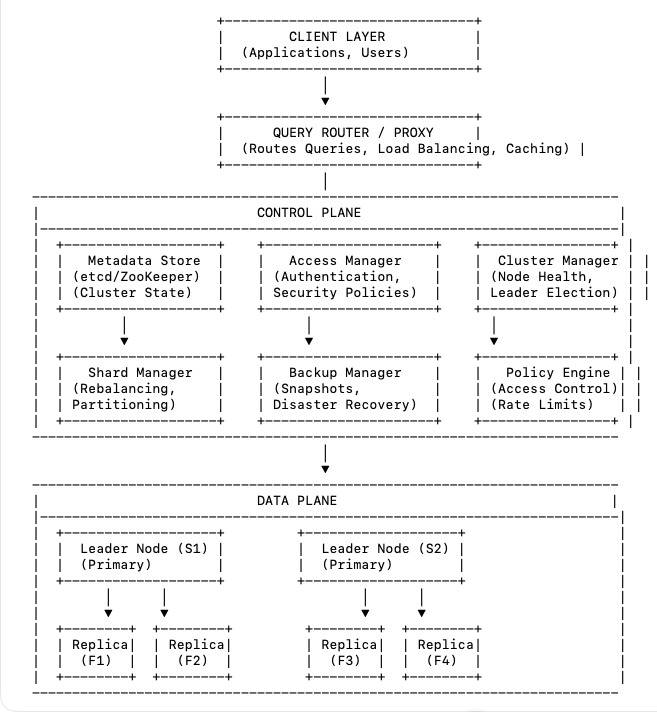 CLIENT LAYER
(Applications, Users)
QUERY ROUTER / PROXY
(Routes Queries, Load Balancing, Caching)
CONTROL PLANE
Metadata Store
(etcd/ZooKeeper)
(Cluster State)
Access Manager
(Authentication,
Security Policies)
Cluster Manager
(Node Health,
Leader Election)
Shard Manager
(Rebalancing,
Partitioning)
Backup Manager
(Snapshots,
Disaster Recovery)
Policy Engine
(Access Control)
(Rate Limits)
DATA PLANE
Leader Node (S1)
(Primary)
Leader Node (S2)
(Primary)
Replica
(F1)
Replica
(F2)
Replica
(F3)
Replica
(F4)